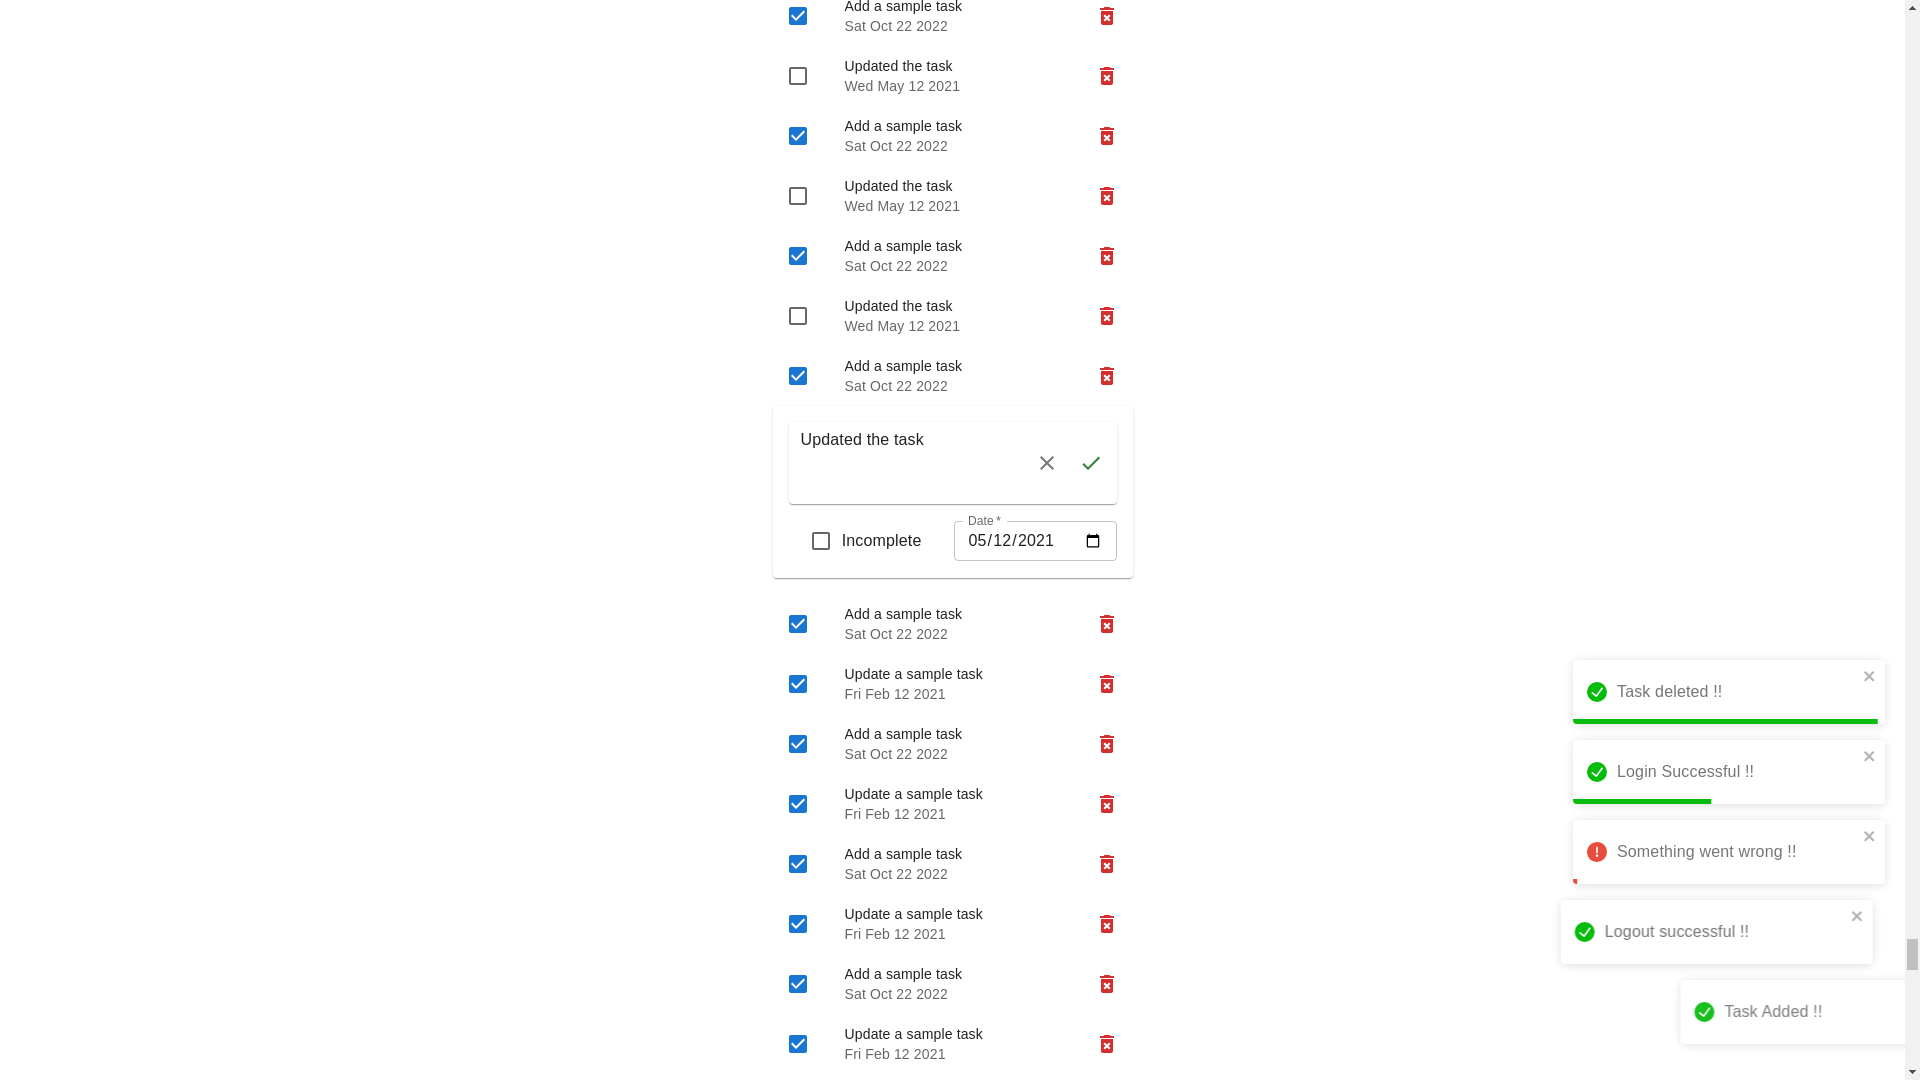 Add a sample task
Sat Oct 22 2022
Updated the task
Wed May 12 2021
Add a sample task
Sat Oct 22 2022
Updated the task
Wed May 12 2021
Add a sample task
Sat Oct 22 2022
Updated the task
Wed May 12 2021
Add a sample task
Sat Oct 22 2022
Updated the task
Incomplete
Date *
05/12/2021
Add a sample task
Sat Oct 22 2022
Update a sample task
Fri Feb 12 2021
Add a sample task
Sat Oct 22 2022
Update a sample task
Fri Feb 12 2021
Add a sample task
Sat Oct 22 2022
Update a sample task
Fri Feb 12 2021
Add a sample task
Sat Oct 22 2022
Update a sample task
Fri Feb 12 2021
Task deleted !!
Login Successful !!
Something went wrong !!
Logout successful !!
Task Added !!